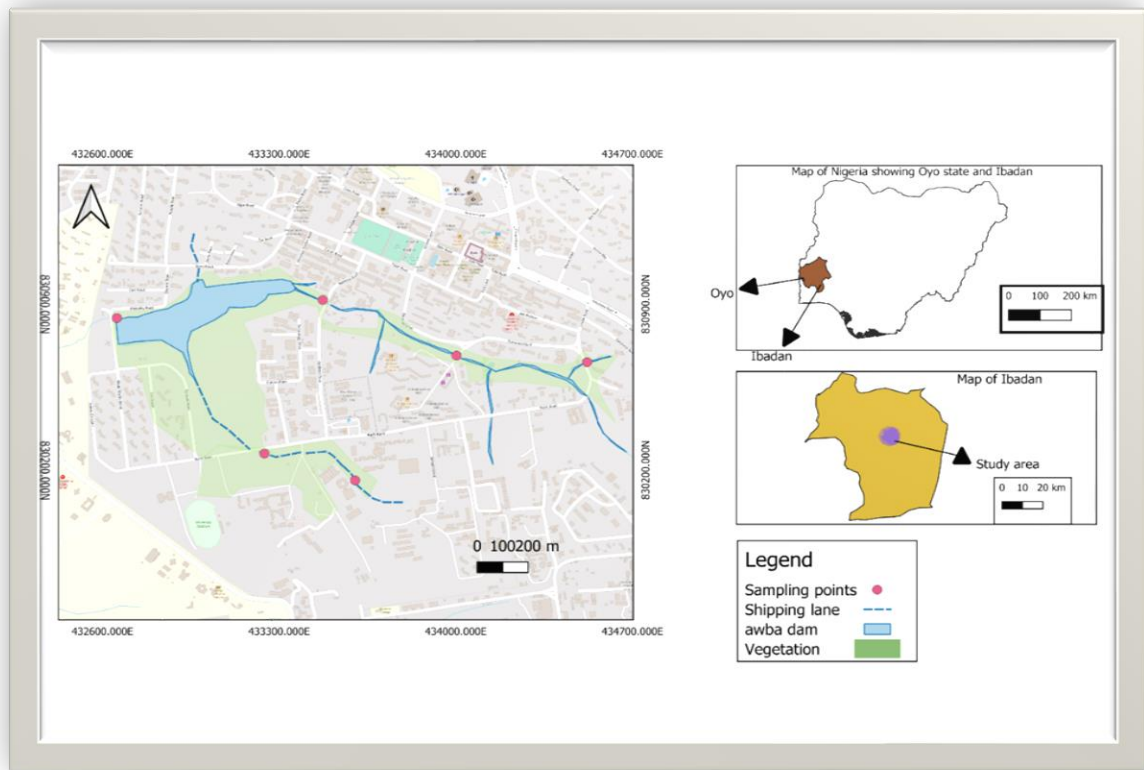 432600.000E 433300.000E 434000.000E 434700.000E
830900.000N
830200.000N
830900.000N
830200.000N
0 100200 m
432600.000E 433300.000E 434000.000E 434700.000E
Map of Nigeria showing Oyo state and Ibadan
Oyo
Ibadan
0 100 200 km
Map of Ibadan
Study area
0 10 20 km
Legend
Sampling points
Shipping lane
awba dam
Vegetation